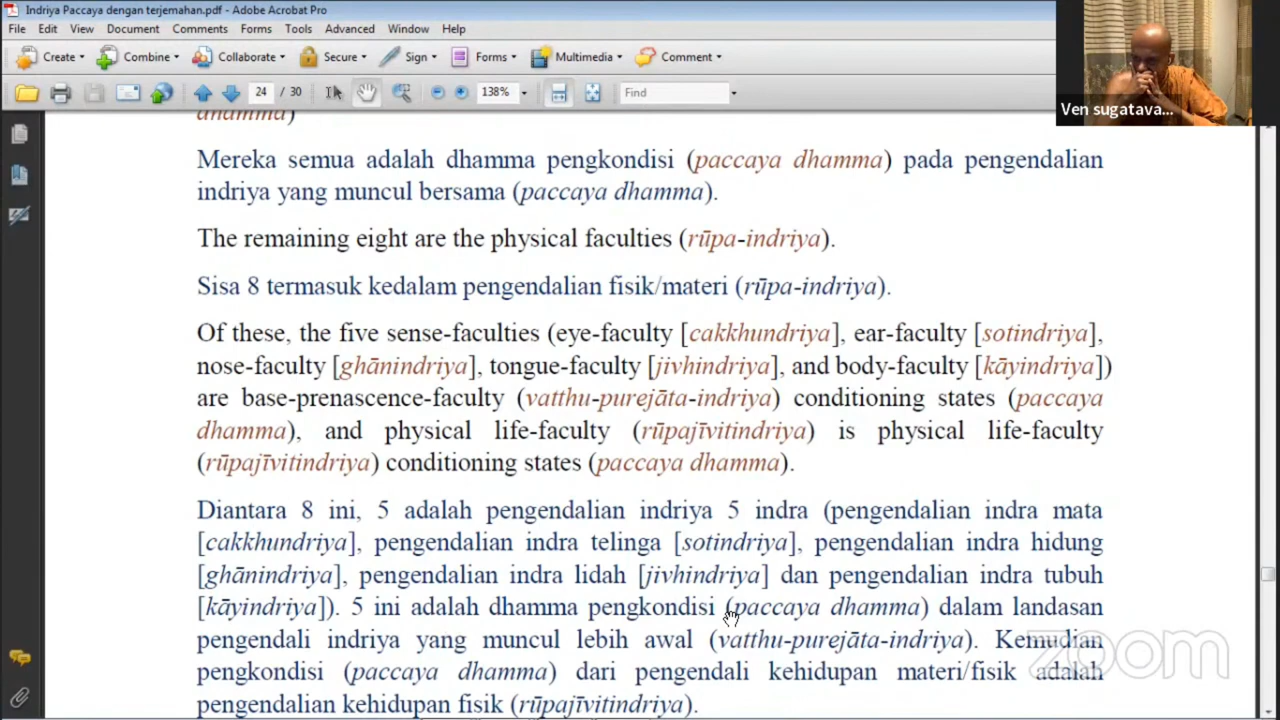 Indriya Paccaya dengan terjemahan.pdf - Adobe Acrobat Pro
File Edit View Document Comments Forms Tools Advanced Window Help
Create Combine Collaborate Secure Sign Forms Multimedia Comment
24 / 30 138% Find
Ven sugatava...
dhamma)
Mereka semua adalah dhamma pengkondisi (paccaya dhamma) pada pengendalian
indriya yang muncul bersama (paccaya dhamma).
The remaining eight are the physical faculties (rūpa-indriya).
Sisa 8 termasuk kedalam pengendalian fisik/materi (rūpa-indriya).
Of these, the five sense-faculties (eye-faculty [cakkhundriya], ear-faculty [sotindriya],
nose-faculty [ghānindriya], tongue-faculty [jivhindriya], and body-faculty [kāyindriya])
are base-prenascence-faculty (vatthu-purejāta-indriya) conditioning states (paccaya
dhamma), and physical life-faculty (rūpajīvitindriya) is physical life-faculty
(rūpajīvitindriya) conditioning states (paccaya dhamma).
Diantara 8 ini, 5 adalah pengendalian indriya 5 indra (pengendalian indra mata
[cakkhundriya], pengendalian indra telinga [sotindriya], pengendalian indra hidung
[ghānindriya], pengendalian indra lidah [jivhindriya] dan pengendalian indra tubuh
[kāyindriya]). 5 ini adalah dhamma pengkondisi (paccaya dhamma) dalam landasan
pengendali indriya yang muncul lebih awal (vatthu-purejāta-indriya). Kemudian
pengkondisi (paccaya dhamma) dari pengendali kehidupan materi/fisik adalah
pengendalian kehidupan fisik (rūpajīvitindriya).
zoom